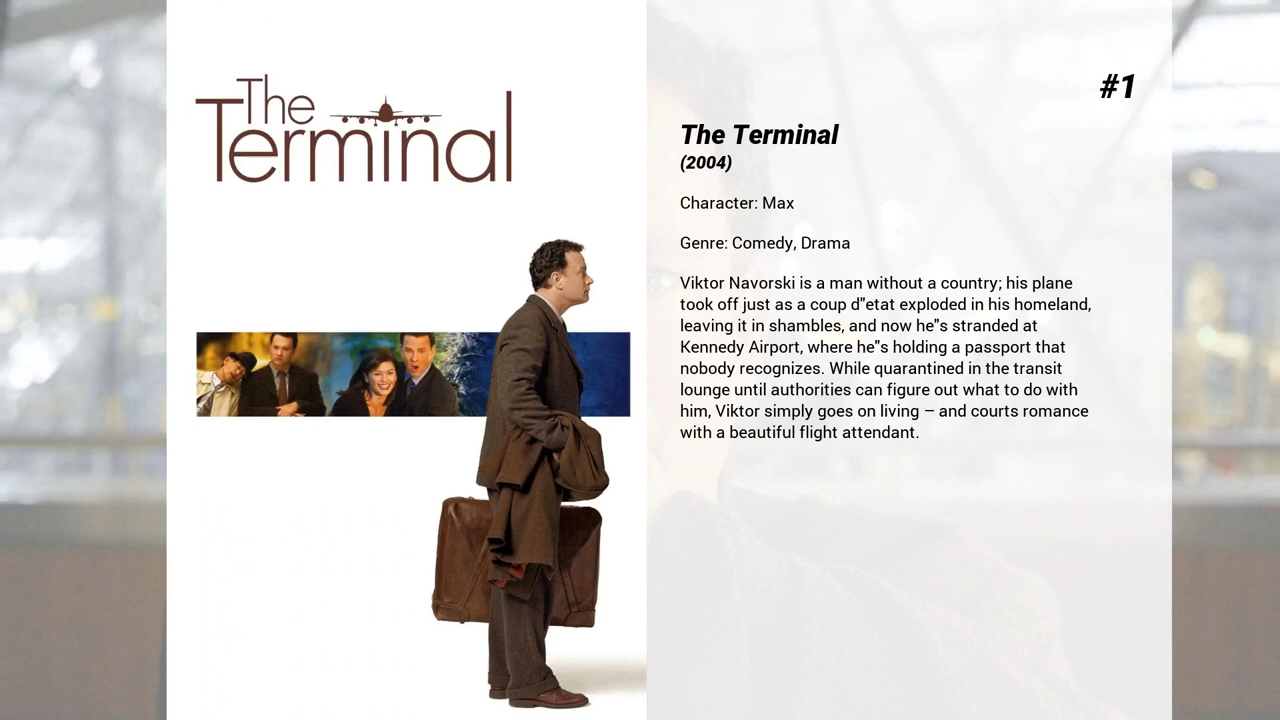 The
Terminal
#1
The Terminal
(2004)
Character: Max
Genre: Comedy, Drama
Viktor Navorski is a man without a country; his plane
took off just as a coup d"etat exploded in his homeland,
leaving it in shambles, and now he"s stranded at
Kennedy Airport, where he"s holding a passport that
nobody recognizes. While quarantined in the transit
lounge until authorities can figure out what to do with
him, Viktor simply goes on living – and courts romance
with a beautiful flight attendant.